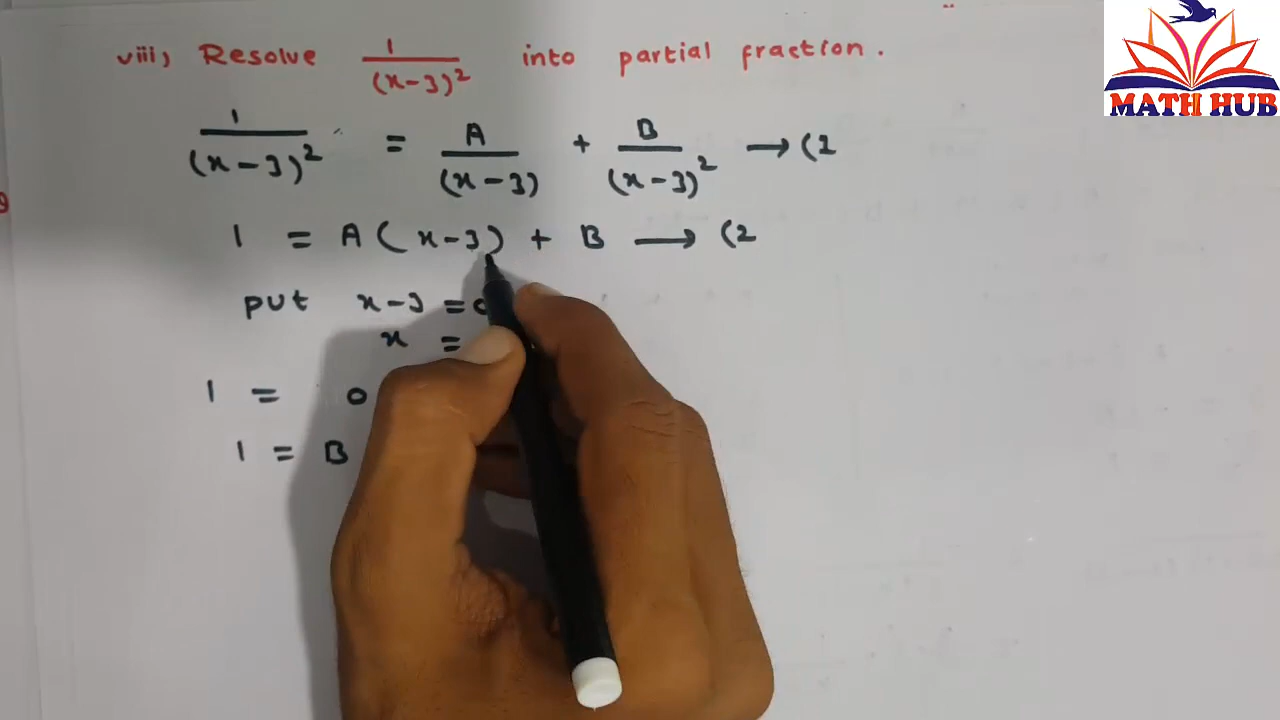 viii) Resolve 1/(x-3)² into partial fraction.
1/(x-3)² = A/(x-3) + B/(x-3)² → (2
1 = A(x-3) + B → (2
put x-3 = 0
x =
1 = 0
1 = B
MATH HUB